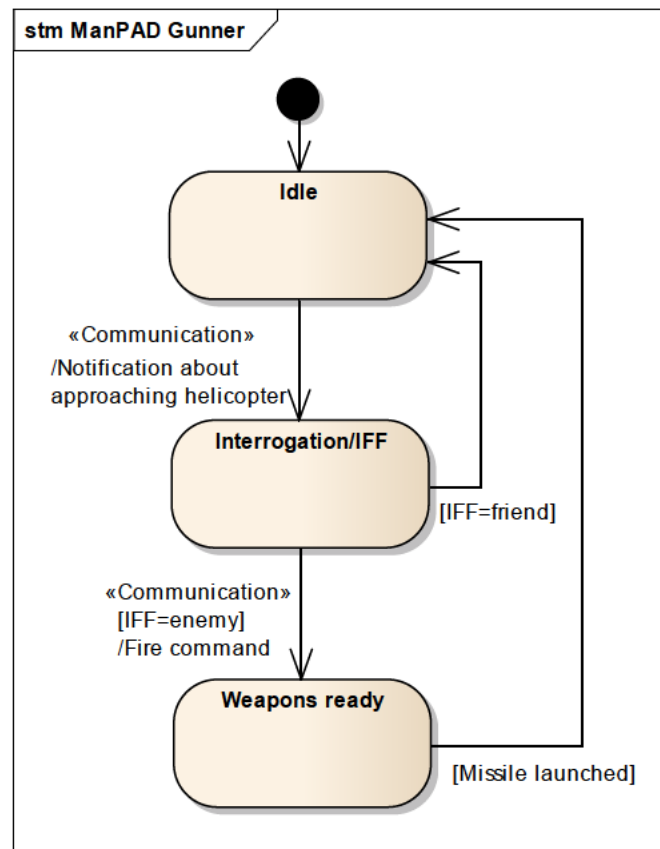 stm ManPAD Gunner
Idle
«Communication»
/Notification about
approaching helicopter
Interrogation/IFF
[IFF=friend]
«Communication»
[IFF=enemy]
/Fire command
Weapons ready
[Missile launched]